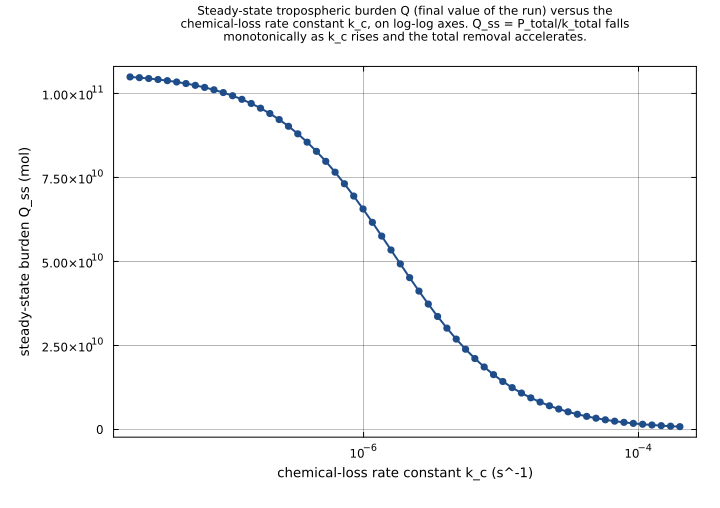 Steady-state tropospheric burden Q (final value of the run) versus the
chemical-loss rate constant k_c, on log-log axes. Q_ss = P_total/k_total falls
monotonically as k_c rises and the total removal accelerates.
1.00×10¹¹
7.50×10¹⁰
5.00×10¹⁰
2.50×10¹⁰
0
steady-state burden Q_ss (mol)
10⁻⁶
10⁻⁴
chemical-loss rate constant k_c (s^-1)